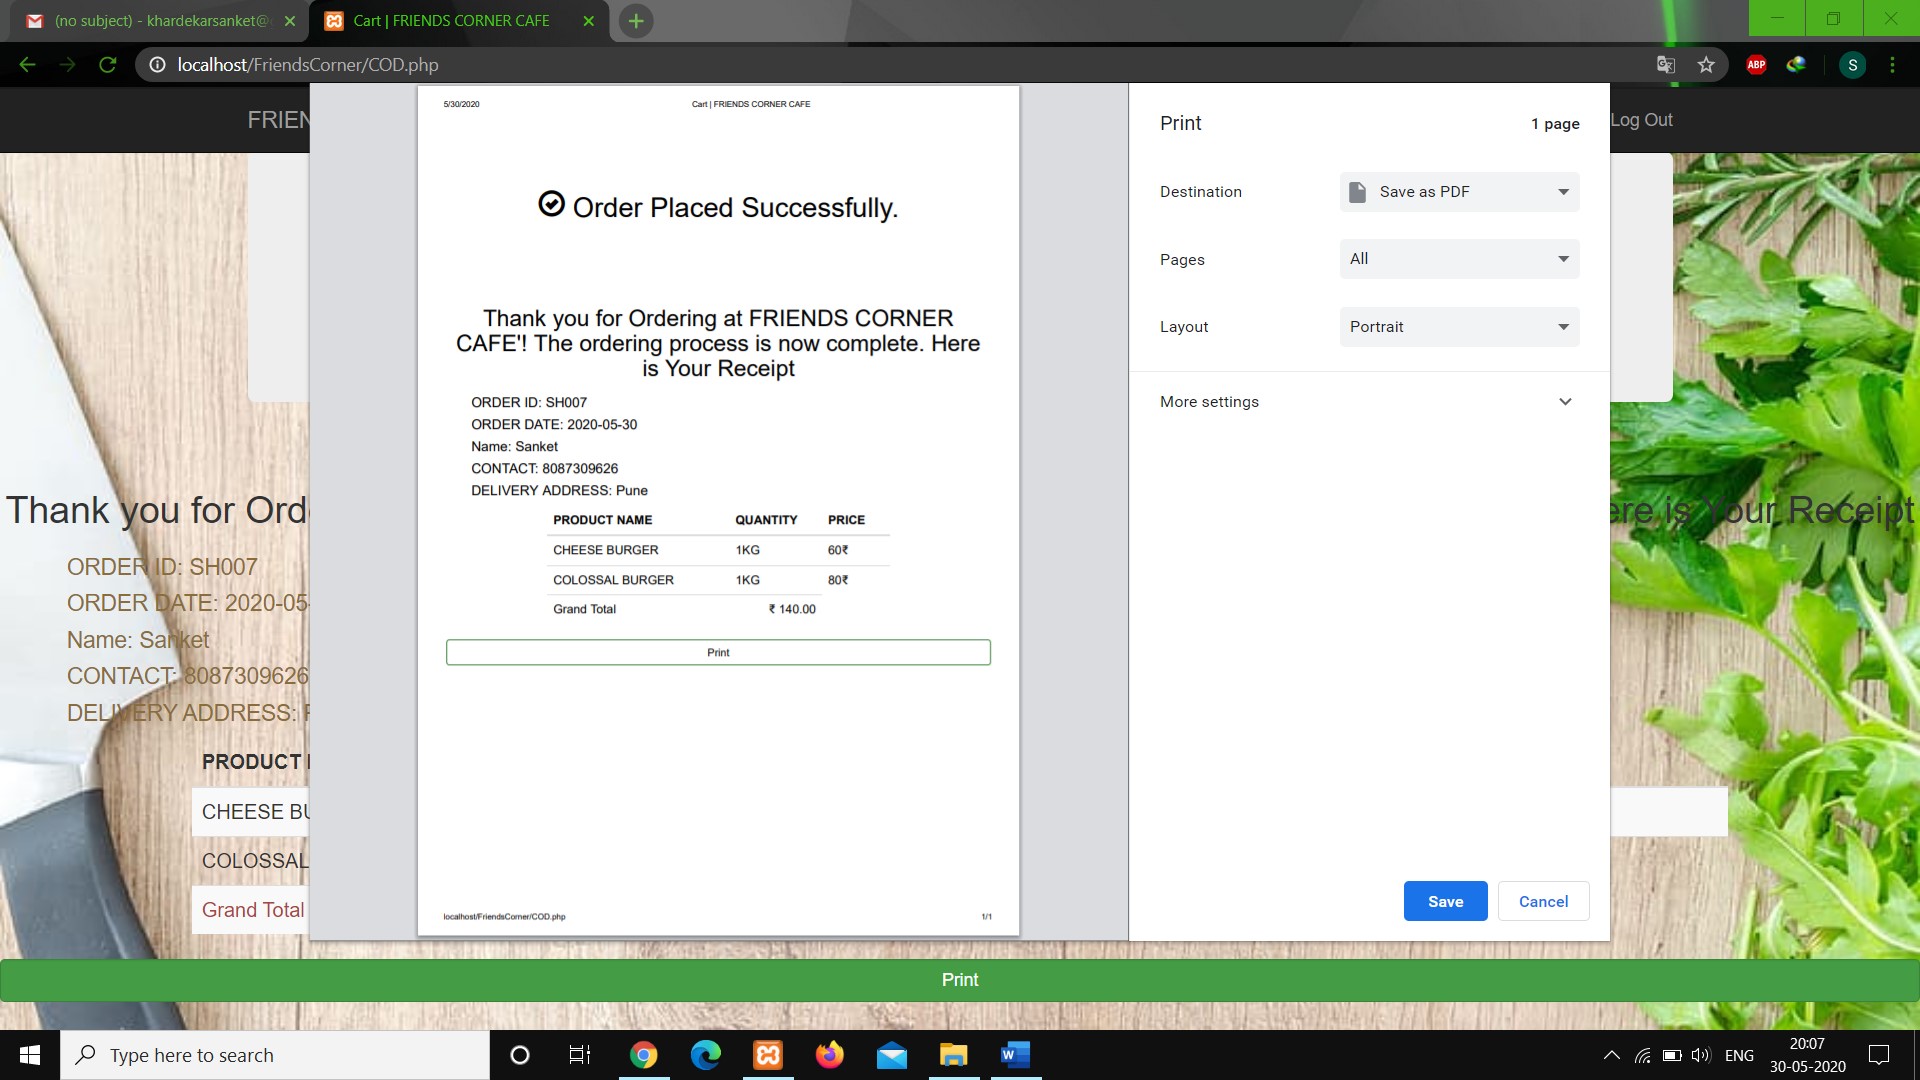 (no subject) - khardekarsanket@
Cart | FRIENDS CORNER CAFE
localhost/FriendsCorner/COD.php
ABP
S
FRIEN
Log Out
5/30/2020
Cart | FRIENDS CORNER CAFE
Order Placed Successfully.
Thank you for Ordering at FRIENDS CORNER
CAFE'! The ordering process is now complete. Here
is Your Receipt
ORDER ID: SH007
ORDER DATE: 2020-05-30
Name: Sanket
CONTACT: 8087309626
DELIVERY ADDRESS: Pune
PRODUCT NAME QUANTITY PRICE
CHEESE BURGER 1KG 60₹
COLOSSAL BURGER 1KG 80₹
Grand Total ₹ 140.00
Print
localhost/FriendsCorner/COD.php
1/1
Print
1 page
Destination Save as PDF
Pages All
Layout Portrait
More settings
Save Cancel
Thank you for Ord
ere is Your Receipt
ORDER ID: SH007
ORDER DATE: 2020-05-
Name: Sanket
CONTACT: 8087309626
DELIVERY ADDRESS:
PRODUCT
CHEESE BU
COLOSSAL
Grand Total
Print
Type here to search
W
ENG
20:07
30-05-2020